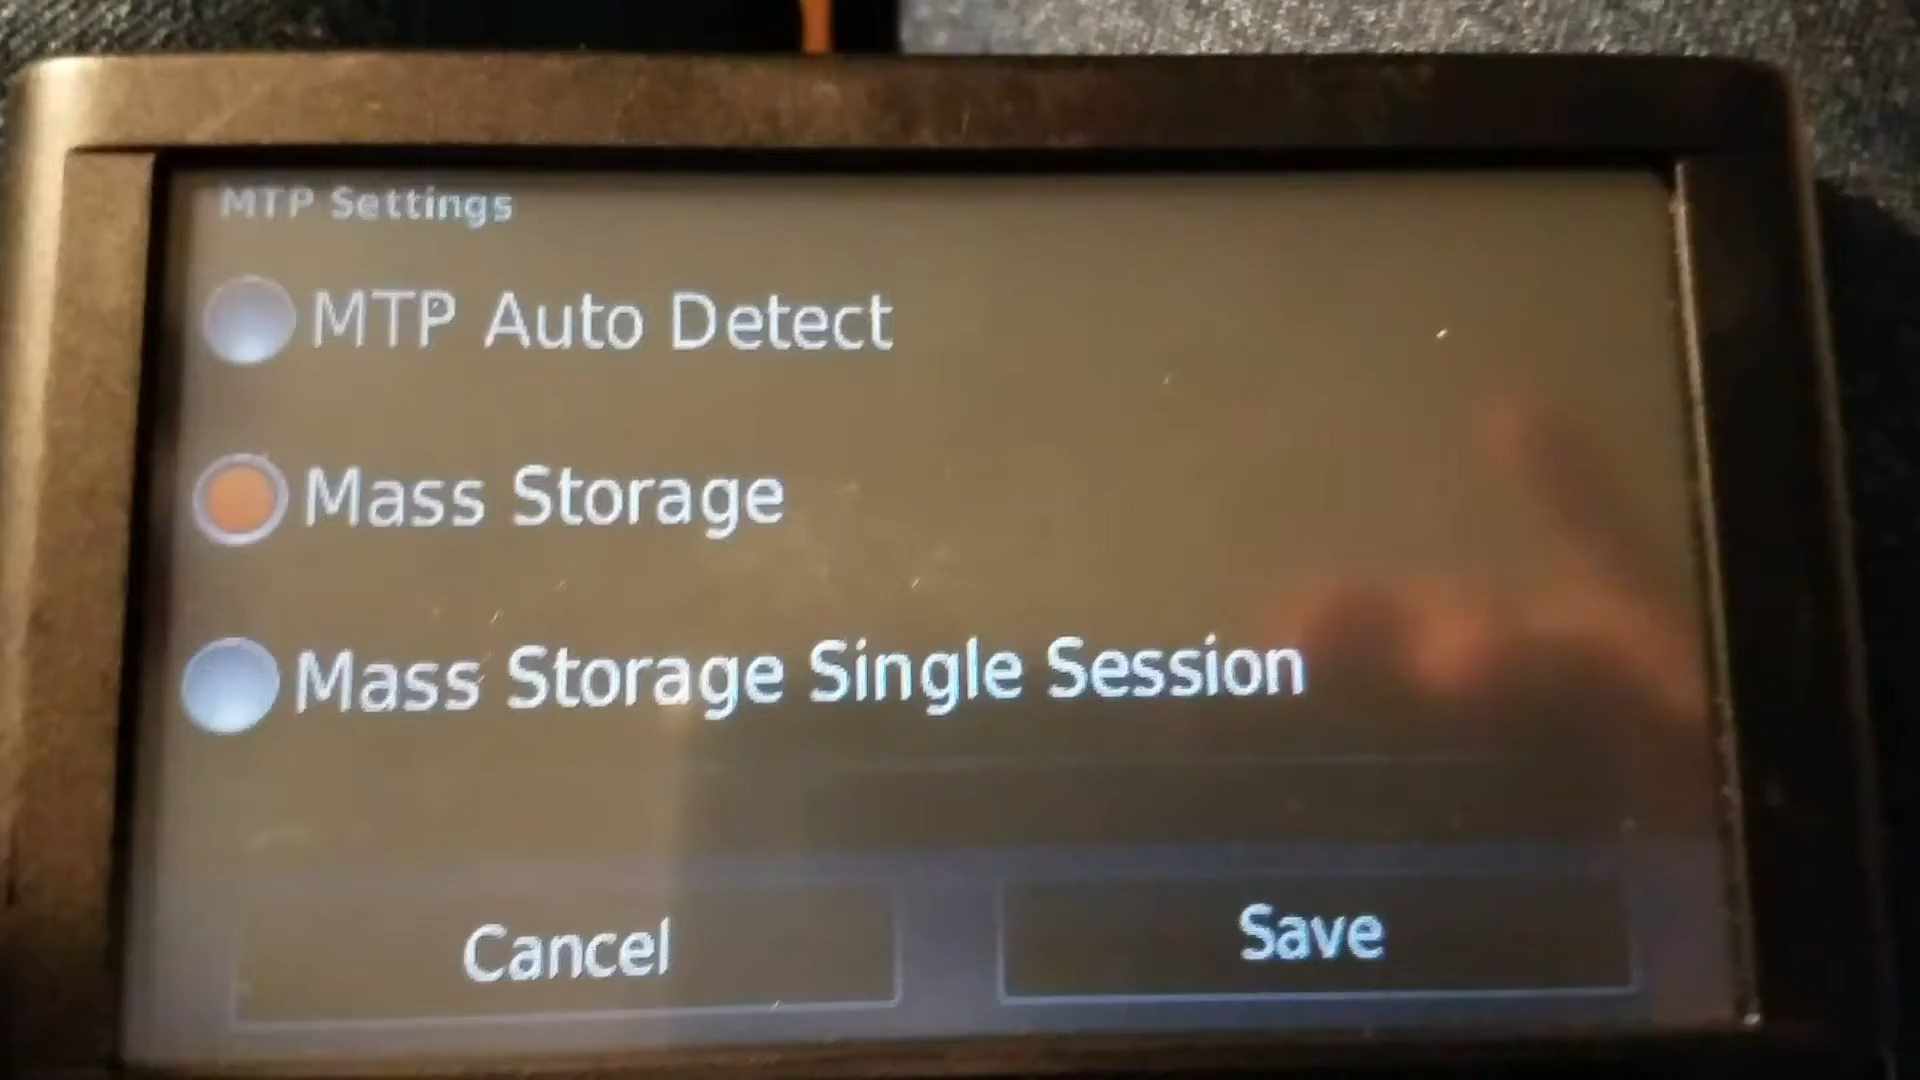 MTP Settings
MTP Auto Detect
Mass Storage
Mass Storage Single Session
Cancel
Save